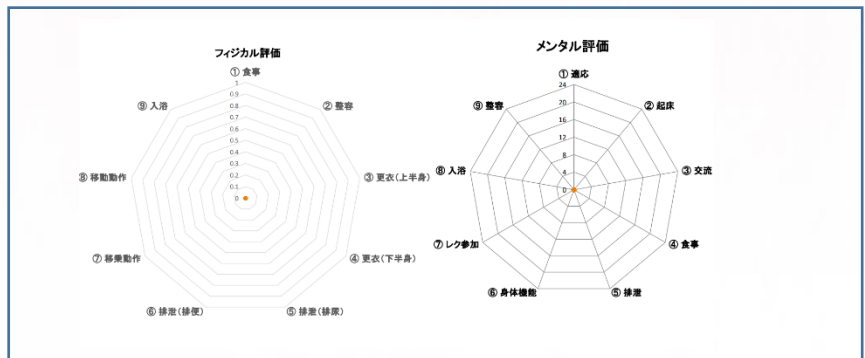 フィジカル評価
① 食事
② 整容
③ 更衣(上半身)
④ 更衣(下半身)
⑤ 排泄(排尿)
⑥ 排泄(排便)
⑦ 移乗動作
⑧ 移動動作
⑨ 入浴
1
0.9
0.8
0.7
0.6
0.5
0.4
0.3
0.2
0.1
0
メンタル評価
① 適応
② 起床
③ 交流
④ 食事
⑤ 排泄
⑥ 身体機能
⑦ レク参加
⑧ 入浴
⑨ 整容
24
20
16
12
8
4
0